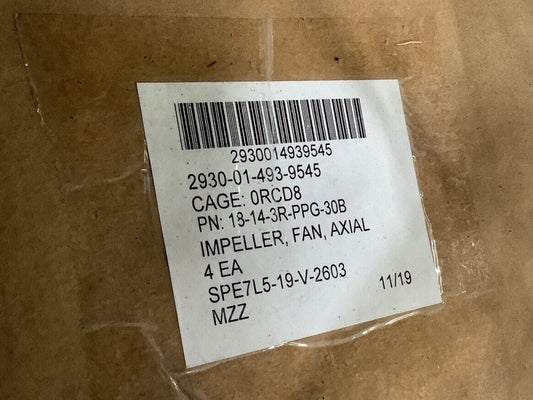 2930014939545
2930-01-493-9545
CAGE: 0RCD8
PN: 18-14-3R-PPG-30B
IMPELLER, FAN, AXIAL
4 EA
SPE7L5-19-V-2603
MZZ 11/19